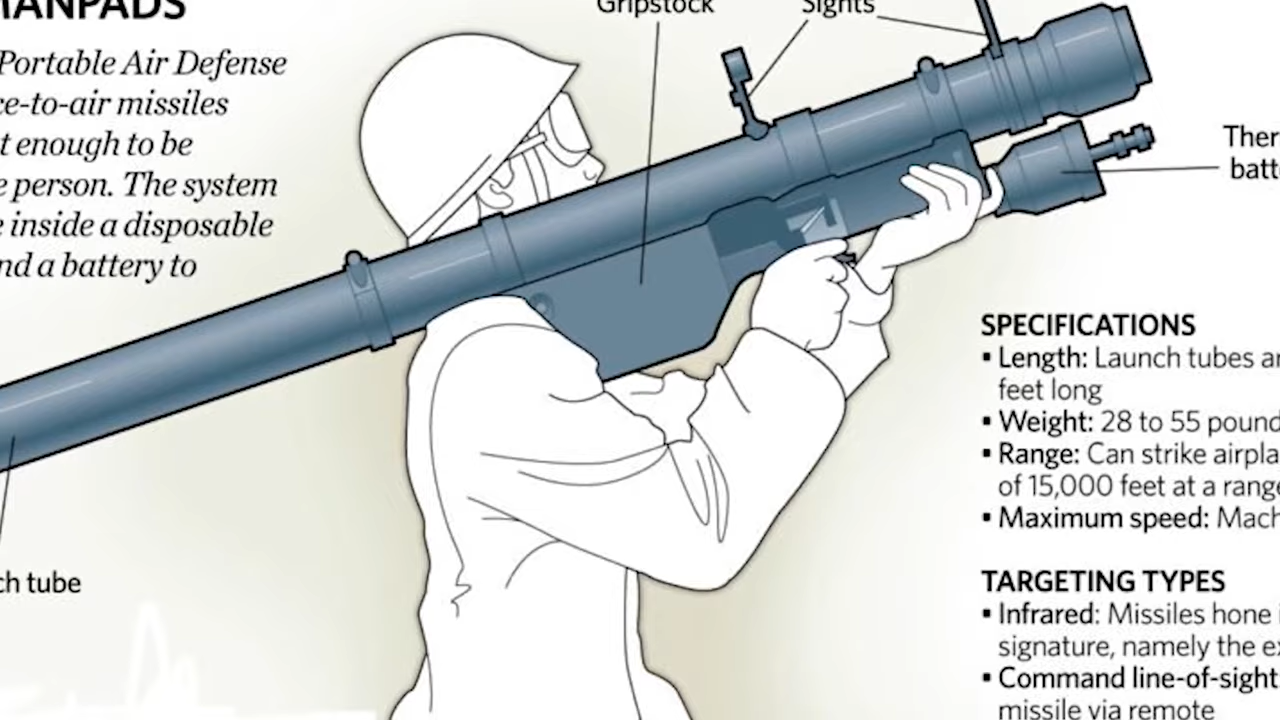 MANPADS
Portable Air Defense
ce-to-air missiles
t enough to be
e person. The system
e inside a disposable
nd a battery to
Gripstock
Sights
Ther
batte
ch tube
SPECIFICATIONS
▪ Length: Launch tubes ar
feet long
▪ Weight: 28 to 55 pound
▪ Range: Can strike airpla
of 15,000 feet at a range
▪ Maximum speed: Mach
TARGETING TYPES
▪ Infrared: Missiles hone i
signature, namely the ex
▪ Command line-of-sight
missile via remote